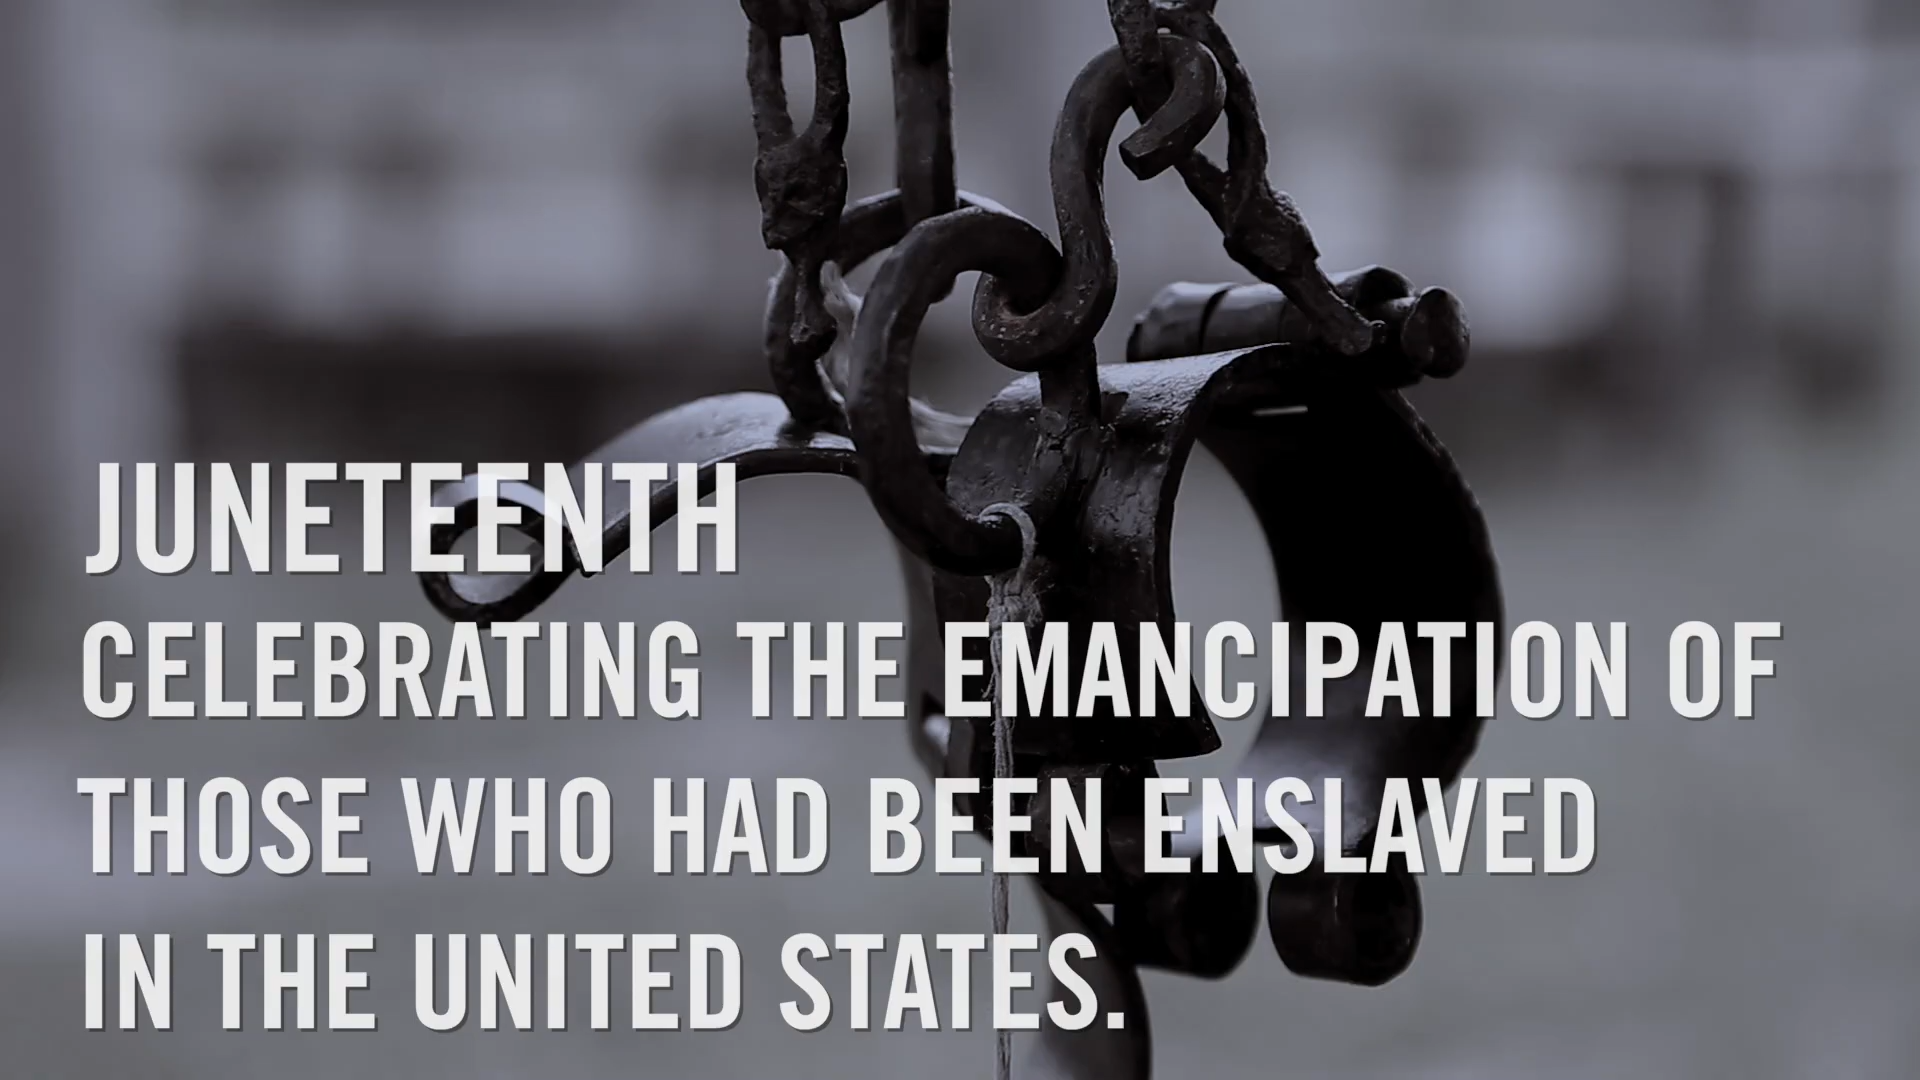 JUNETEENTH
CELEBRATING THE EMANCIPATION OF
THOSE WHO HAD BEEN ENSLAVED
IN THE UNITED STATES.